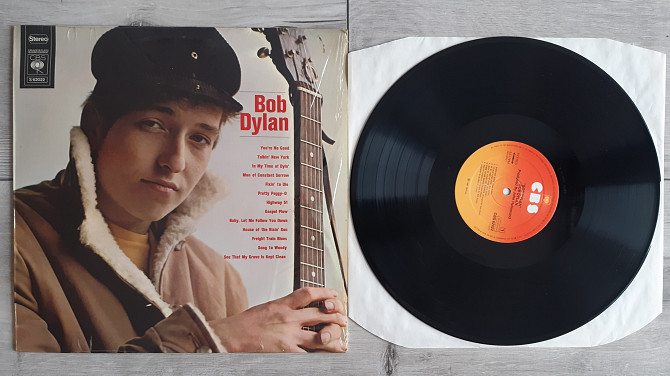 Stereo
CBS
S 62022
Bob
Dylan
You're No Good
Talkin' New York
In My Time of Dyin'
Man of Constant Sorrow
Fixin' to Die
Pretty Peggy-O
Highway 51
Gospel Plow
Baby, Let Me Follow You Down
House of the Risin' Sun
Freight Train Blues
Song to Woody
See That My Grave Is Kept Clean
CBS